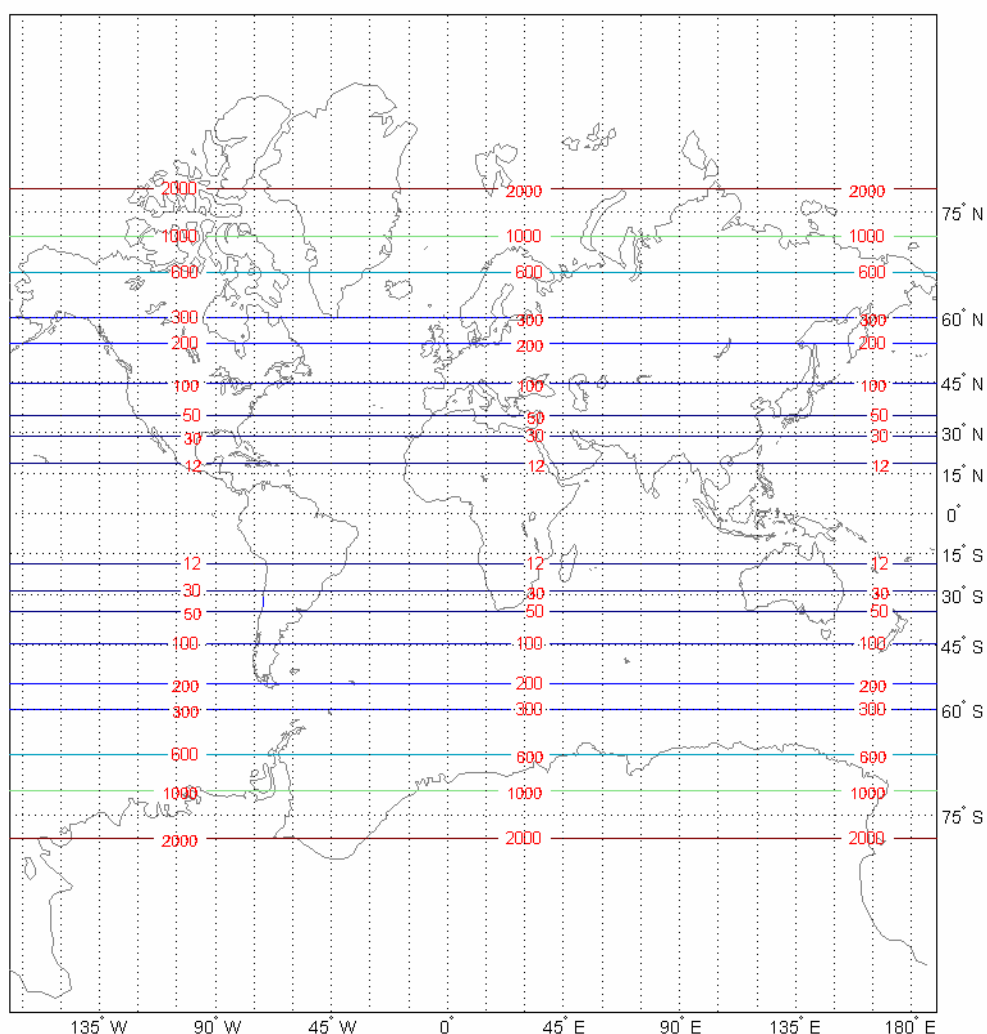 2000 2000 2000
75° N
1000 1000 1000
600 600 600
300 300 300 60° N
200 200 200
100 100 100 45° N
50 50 50
30 30 30 30° N
12 12 12
15° N
0°
15° S
12 12 12
30 30 30 30° S
50 50 50
100 100 100 45° S
200 200 200
300 300 300 60° S
600 600 600
1000 1000 1000
75° S
2000 2000 2000
135° W 90° W 45° W 0° 45° E 90° E 135° E 180° E